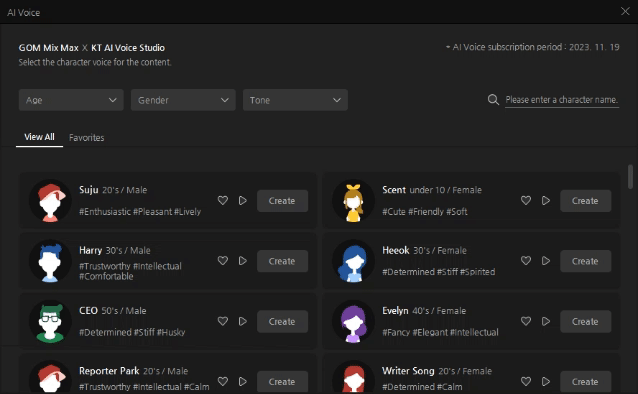 AI Voice
GOM Mix Max X KT AI Voice Studio
Select the character voice for the content.
AI Voice subscription period : 2023. 11. 19
Age
Gender
Tone
Please enter a character name.
View All
Favorites
Suju 20's / Male
#Enthusiastic #Pleasant #Lively
Create
Scent under 10 / Female
#Cute #Friendly #Soft
Create
Harry 30's / Male
#Trustworthy #Intellectual
#Comfortable
Create
Heeok 30's / Female
#Determined #Stiff #Spirited
Create
CEO 50's / Male
#Determined #Stiff #Husky
Create
Evelyn 40's / Female
#Fancy #Elegant #Intellectual
Create
Reporter Park 20's / Male
#Trustworthy #Intellectual #Calm
Create
Writer Song 20's / Female
#Determined #Calm
Create